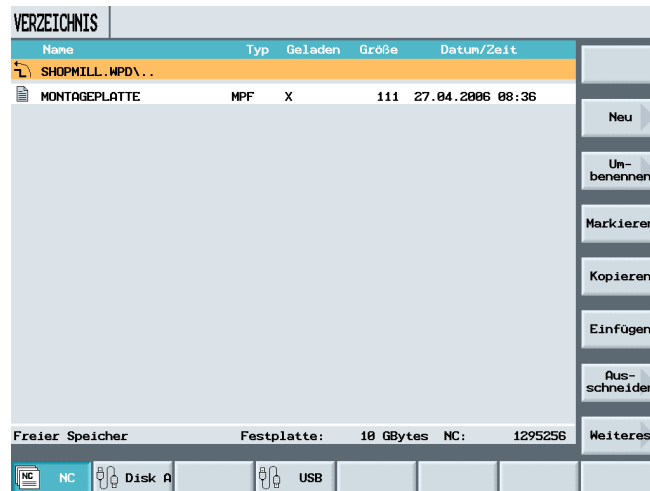 VERZEICHNIS
Name Typ Geladen Größe Datum/Zeit
SHOPMILL.WPD\..
MONTAGEPLATTE MPF X 111 27.04.2006 08:36
Neu
Um-
benennen
Markieren
Kopieren
Einfügen
Aus-
schneiden
Weiteres
Freier Speicher Festplatte: 10 GBytes NC: 1295256
NC NC Disk A USB